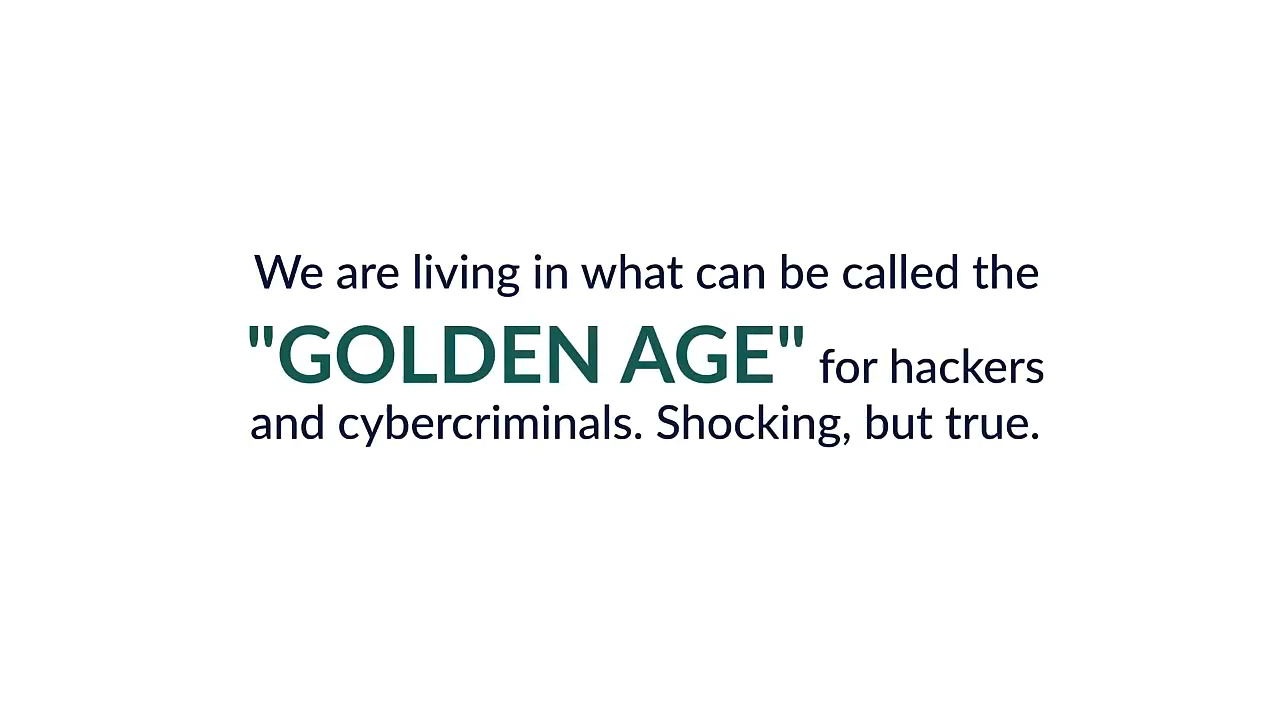 We are living in what can be called the
"GOLDEN AGE" for hackers
and cybercriminals. Shocking, but true.